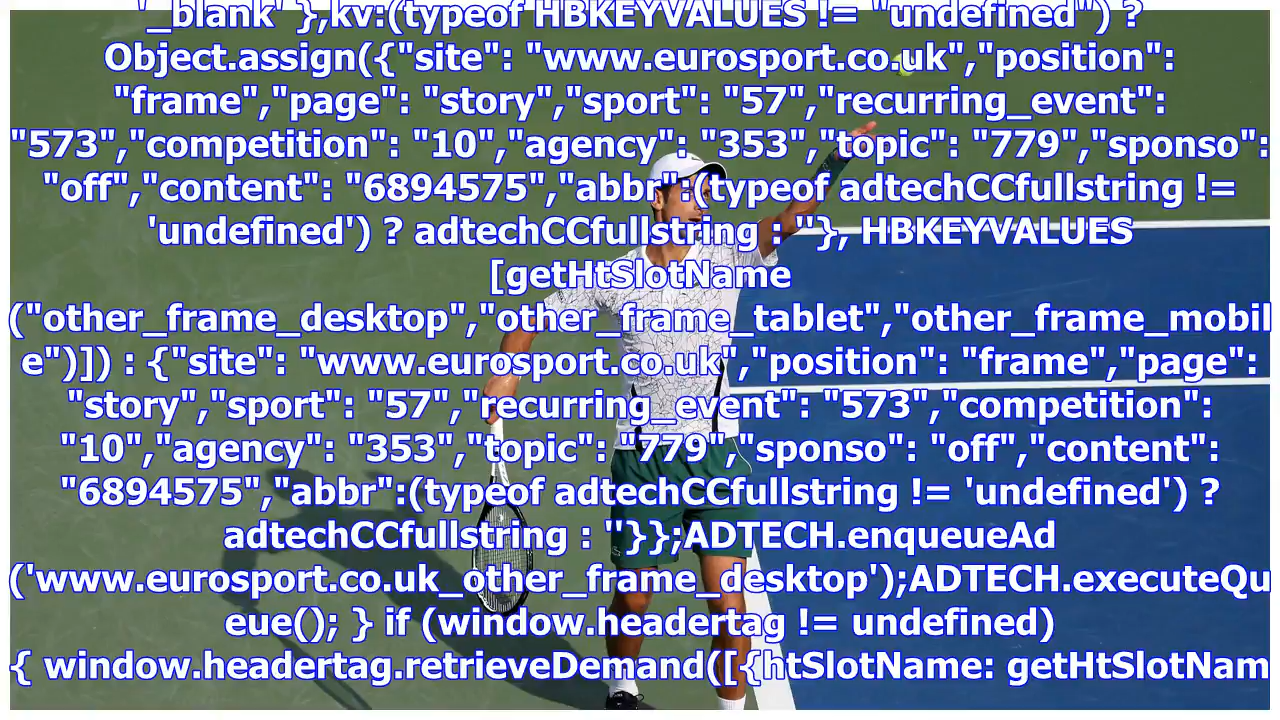 '_blank' },kv:(typeof HBKEYVALUES != "undefined") ?
Object.assign({"site": "www.eurosport.co.uk","position":
"frame","page": "story","sport": "57","recurring_event":
"573","competition": "10","agency": "353","topic": "779","sponso":
"off","content": "6894575","abbr":(typeof adtechCCfullstring !=
'undefined') ? adtechCCfullstring : ''}, HBKEYVALUES
[getHtSlotName
("other_frame_desktop","other_frame_tablet","other_frame_mobil
e")]) : {"site": "www.eurosport.co.uk","position": "frame","page":
"story","sport": "57","recurring_event": "573","competition":
"10","agency": "353","topic": "779","sponso": "off","content":
"6894575","abbr":(typeof adtechCCfullstring != 'undefined') ?
adtechCCfullstring : ''}};ADTECH.enqueueAd
('www.eurosport.co.uk_other_frame_desktop');ADTECH.executeQu
eue(); } if (window.headertag != undefined)
{ window.headertag.retrieveDemand([{htSlotName: getHtSlotNam